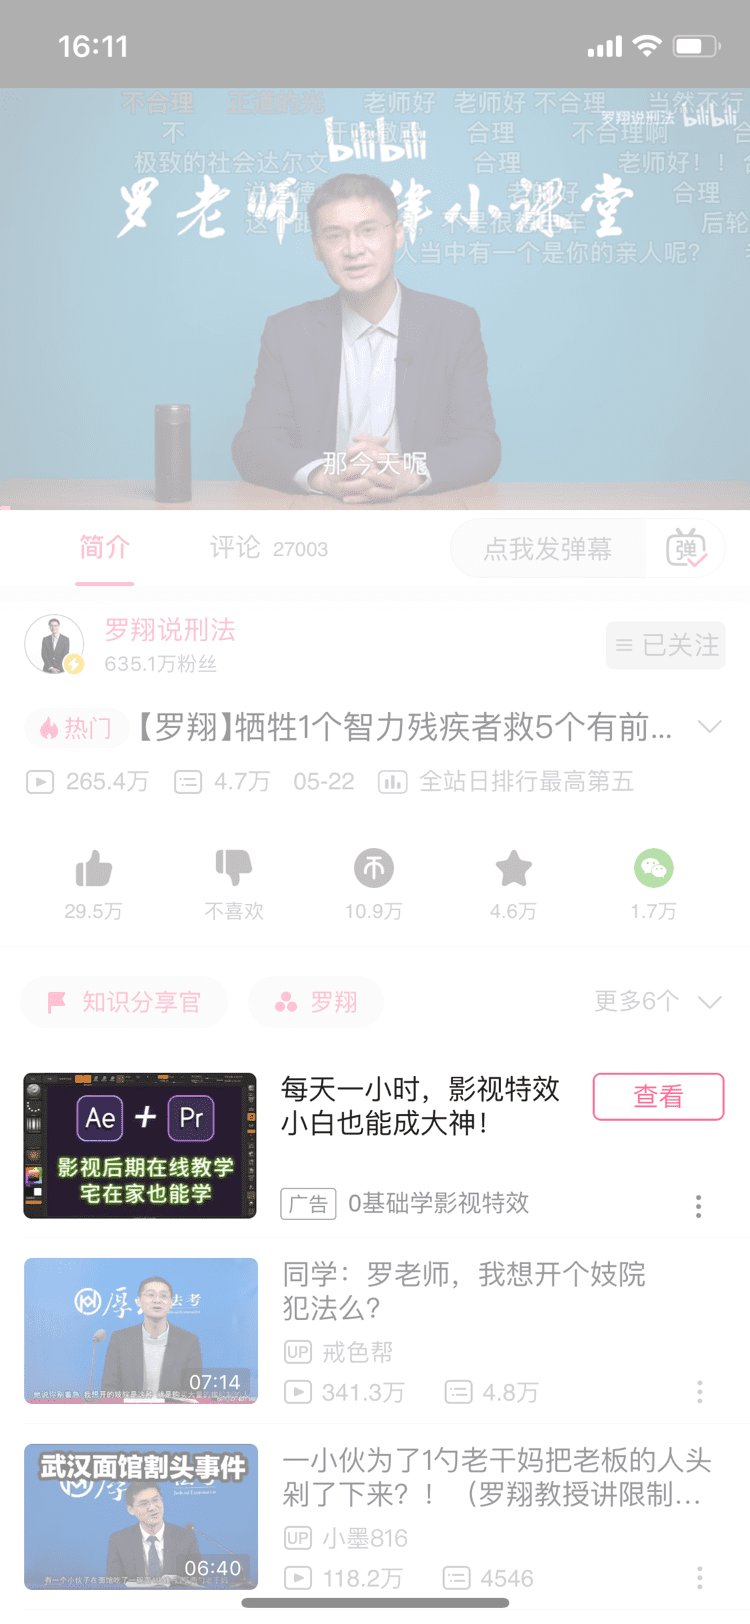 16:11
不合理 正道的光 老师好 老师好 不合理 当然不行
罗翔说刑法 bilibili
不 合理 不合理啊
bilibili
极致的社会达尔文 合理 老师好！！
罗老师 律小课堂
老师好 合理
不是很 车 后轮
人当中有一个是你的亲人呢？
那今天呢
简介 评论 27003 点我发弹幕 弹
罗翔说刑法
635.1万粉丝
已关注
热门 【罗翔】牺牲1个智力残疾者救5个有前...
265.4万 4.7万 05-22 全站日排行最高第五
29.5万 不喜欢 10.9万 4.6万 1.7万
知识分享官 罗翔 更多6个
Ae + Pr
影视后期在线教学
宅在家也能学
每天一小时，影视特效
小白也能成大神！
查看
广告 0基础学影视特效
07:14
同学：罗老师，我想开个妓院
犯法么？
UP 戒色帮
341.3万 4.8万
武汉面馆割头事件
06:40
一小伙为了1勺老干妈把老板的人头
剁了下来？！（罗翔教授讲限制...
UP 小墨816
118.2万 4546